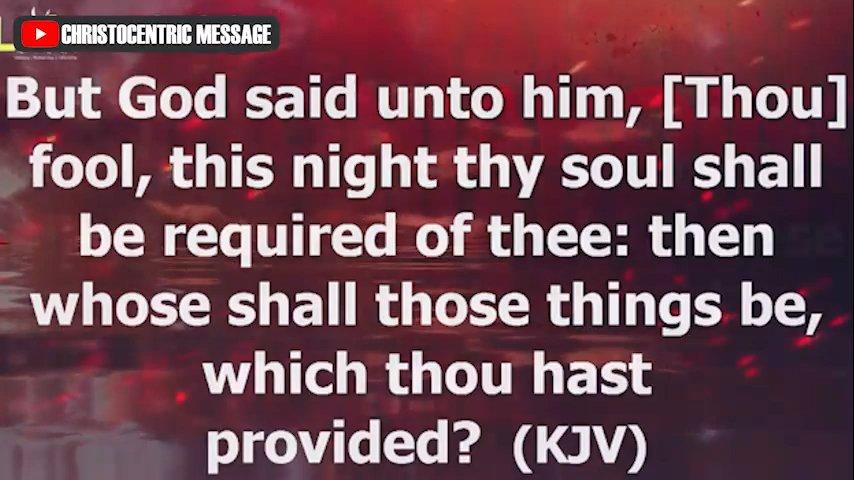 CHRISTOCENTRIC MESSAGE
But God said unto him, [Thou]
fool, this night thy soul shall
be required of thee: then
whose shall those things be,
which thou hast
provided? (KJV)